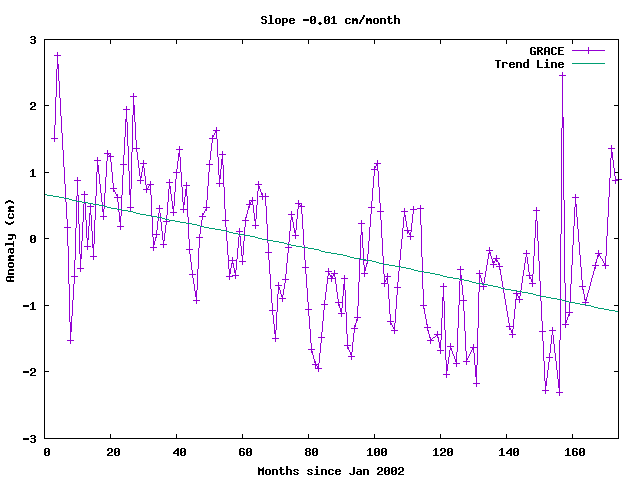 Slope -0.01 cm/month
GRACE
Trend Line
3
2
1
0
-1
-2
-3
Anomaly (cm)
0 20 40 60 80 100 120 140 160
Months since Jan 2002